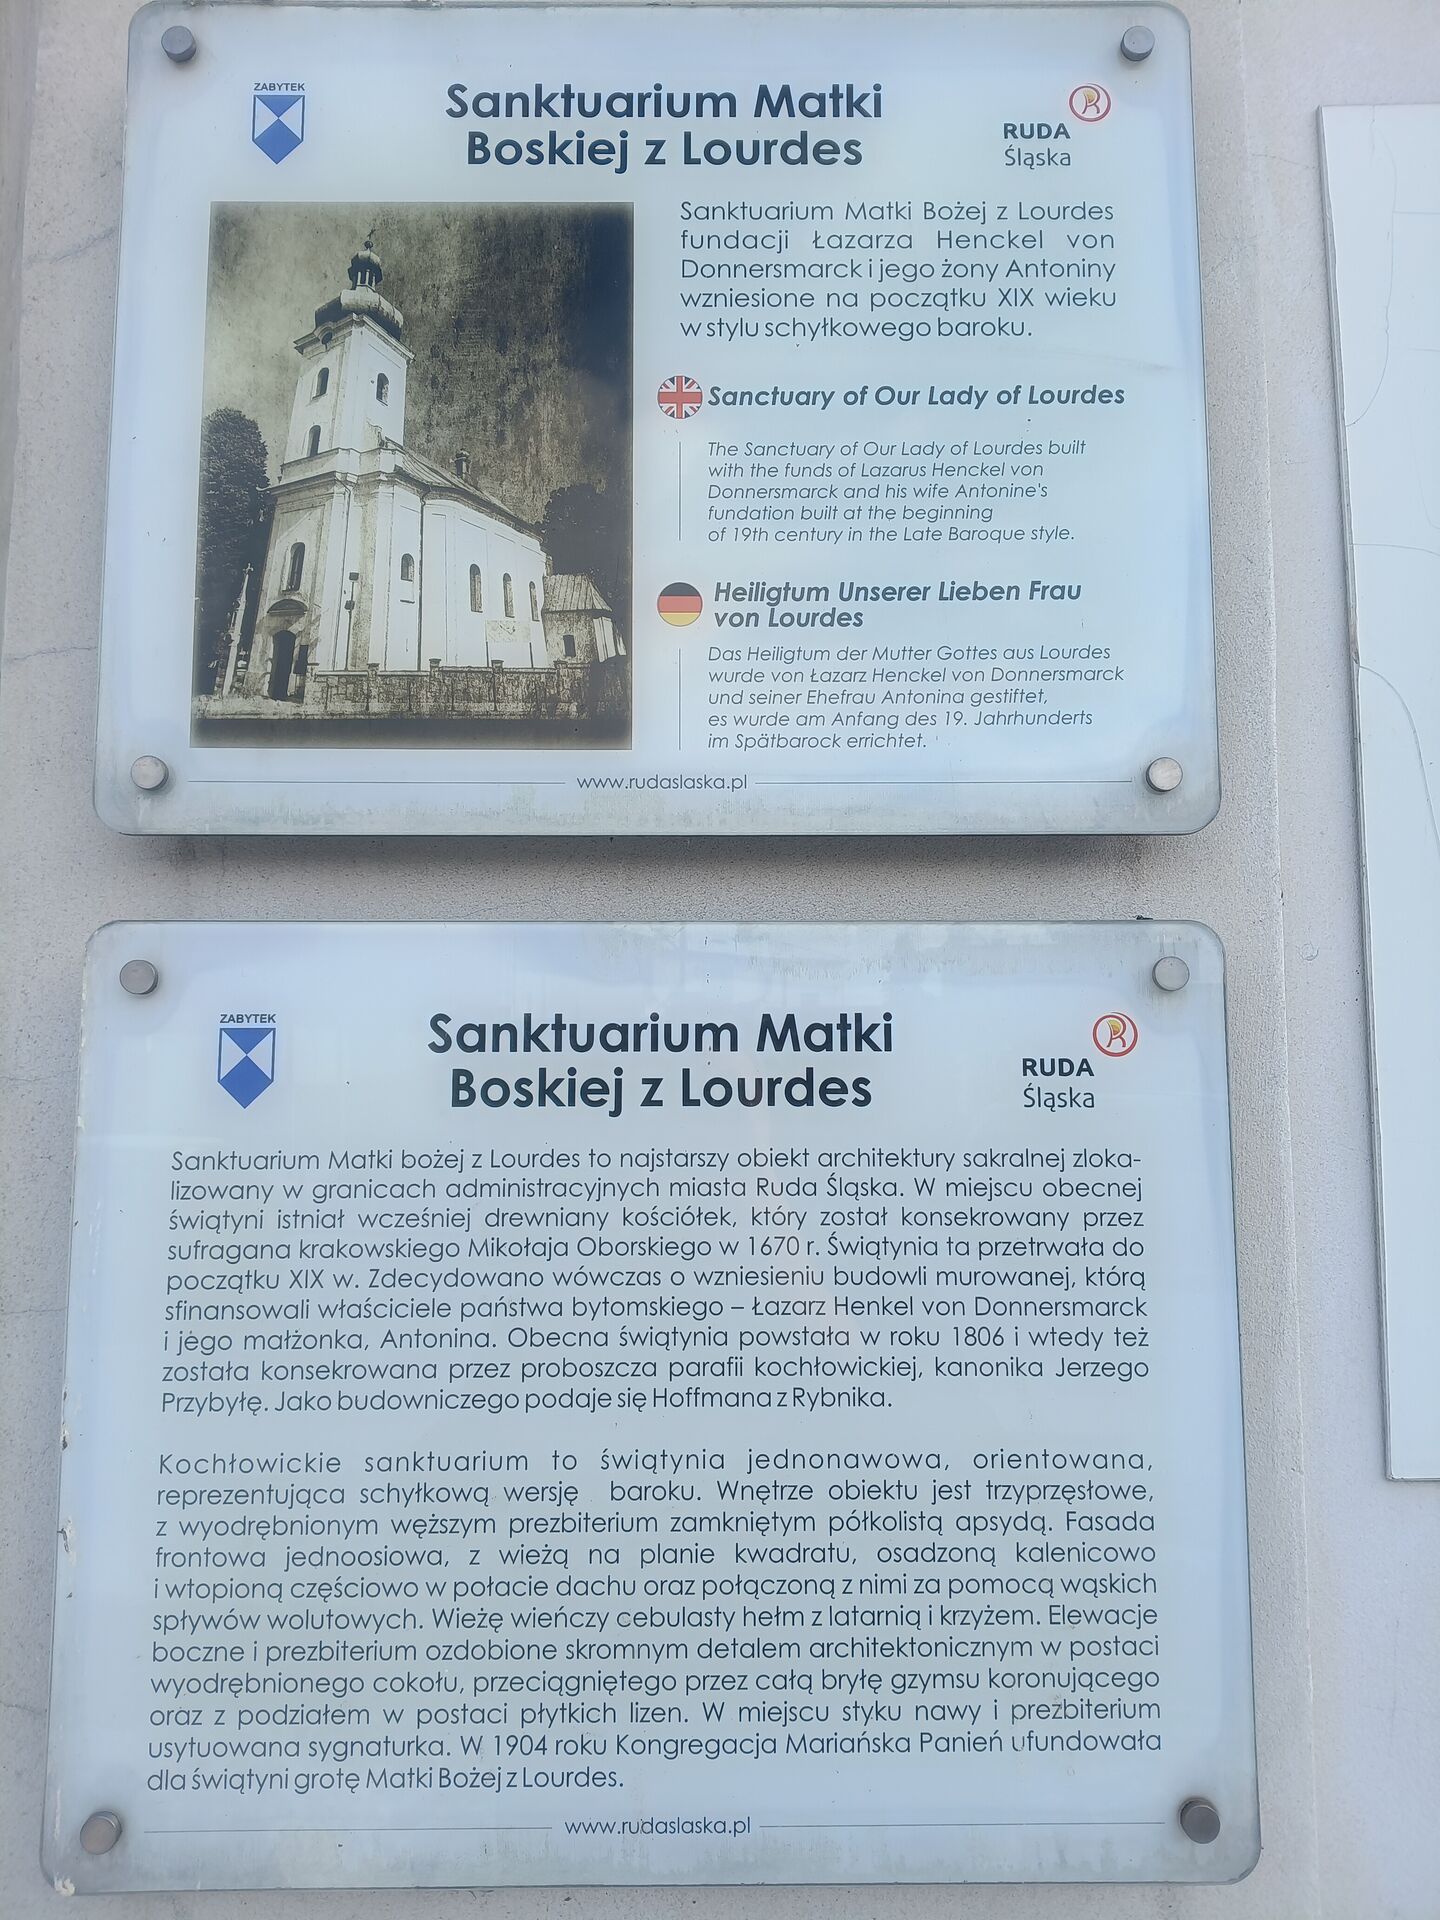 ZABYTEK
Sanktuarium Matki
Boskiej z Lourdes
RUDA
Śląska
Sanktuarium Matki Bożej z Lourdes
fundacji Łazarza Henckel von
Donnersmarck i jego żony Antoniny
wzniesione na początku XIX wieku
w stylu schyłkowego baroku.
Sanctuary of Our Lady of Lourdes
The Sanctuary of Our Lady of Lourdes built
with the funds of Lazarus Henckel von
Donnersmarck and his wife Antonine's
fundation built at the beginning
of 19th century in the Late Baroque style.
Heiligtum Unserer Lieben Frau
von Lourdes
Das Heiligtum der Mutter Gottes aus Lourdes
wurde von Łazarz Henckel von Donnersmarck
und seiner Ehefrau Antonina gestiftet,
es wurde am Anfang des 19. Jahrhunderts
im Spätbarock errichtet.
www.rudaslaska.pl
ZABYTEK
Sanktuarium Matki
Boskiej z Lourdes
RUDA
Śląska
Sanktuarium Matki bożej z Lourdes to najstarszy obiekt architektury sakralnej zloka-
lizowany w granicach administracyjnych miasta Ruda Śląska. W miejscu obecnej
świątyni istniał wcześniej drewniany kościółek, który został konsekrowany przez
sufragana krakowskiego Mikołaja Oborskiego w 1670 r. Świątynia ta przetrwała do
początku XIX w. Zdecydowano wówczas o wzniesieniu budowli murowanej, którą
sfinansowali właściciele państwa bytomskiego – Łazarz Henkel von Donnersmarck
i jego małżonka, Antonina. Obecna świątynia powstała w roku 1806 i wtedy też
została konsekrowana przez proboszcza parafii kochłowickiej, kanonika Jerzego
Przybyłę. Jako budowniczego podaje się Hoffmana z Rybnika.
Kochłowickie sanktuarium to świątynia jednonawowa, orientowana,
reprezentująca schyłkową wersję baroku. Wnętrze obiektu jest trzyprzęsłowe,
z wyodrębnionym węższym prezbiterium zamkniętym półkolistą apsydą. Fasada
frontowa jednoosiowa, z wieżą na planie kwadratu, osadzoną kalenicowo
i wtopioną częściowo w połacie dachu oraz połączoną z nimi za pomocą wąskich
spływów wolutowych. Wieżę wieńczy cebulasty hełm z latarnią i krzyżem. Elewacje
boczne i prezbiterium ozdobione skromnym detalem architektonicznym w postaci
wyodrębnionego cokołu, przeciągniętego przez całą bryłę gzymsu koronującego
oraz z podziałem w postaci płytkich lizen. W miejscu styku nawy i prezbiterium
usytuowana sygnaturka. W 1904 roku Kongregacja Mariańska Panień ufundowała
dla świątyni grotę Matki Bożej z Lourdes.
www.rudaslaska.pl